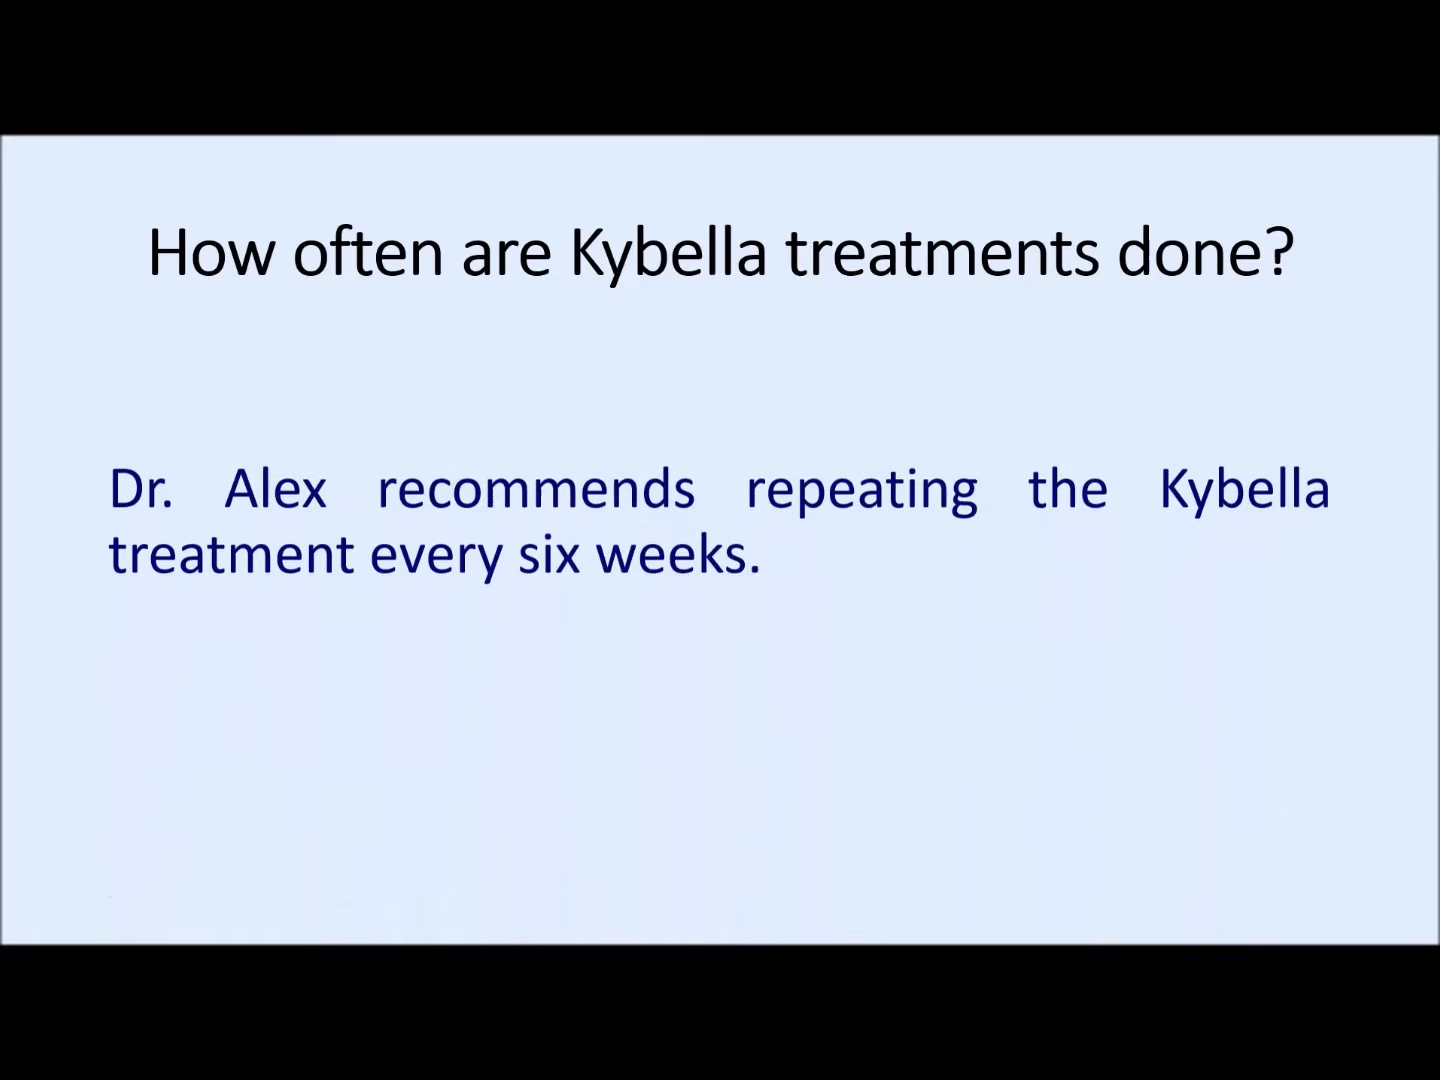 How often are Kybella treatments done?
Dr. Alex recommends repeating the Kybella
treatment every six weeks.